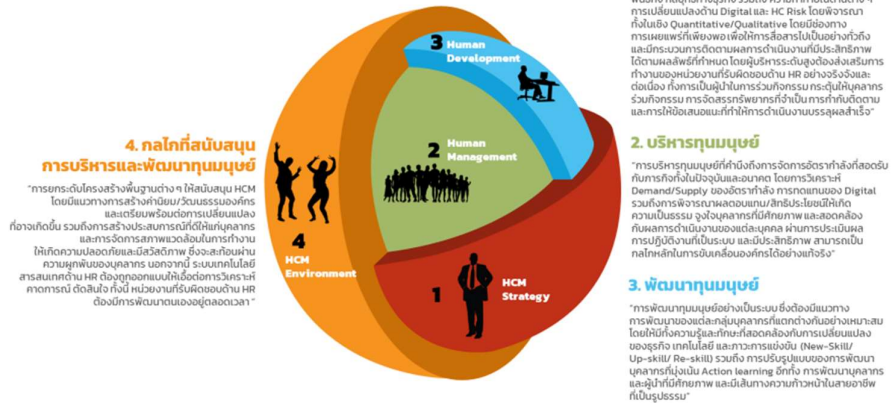 การเปลี่ยนแปลงด้าน Digital และ HC Risk โดยพิจารณา
ทั้งในเชิง Quantitative/Qualitative โดยมีช่องทาง
การเผยแพร่ที่เพียงพอ เพื่อให้การสื่อสารไปเป็นอย่างทั่วถึง
และมีกระบวนการติดตามผลการดำเนินงานที่มีประสิทธิภาพ
ได้ตามผลลัพธ์ที่กำหนด โดยผู้บริหารระดับสูงต้องส่งเสริมการ
ทำงานของหน่วยงานที่รับผิดชอบด้าน HR อย่างจริงจังและ
ต่อเนื่อง ทั้งการเป็นผู้นำในการร่วมกิจกรรม กระตุ้นให้บุคลากร
ร่วมกิจกรรม การจัดสรรทรัพยากรที่จำเป็น การกำกับติดตาม
และการให้ข้อเสนอแนะที่ทำให้การดำเนินงานบรรลุผลสำเร็จ"
3 Human
Development
2 Human
Management
4
HCM
Environment
1 HCM
Strategy
4. กลไกที่สนับสนุน
การบริหารและพัฒนาทุนมนุษย์
"การยกระดับโครงสร้างพื้นฐานต่าง ๆ ให้สนับสนุน HCM
โดยมีแนวทางการสร้างค่านิยม/วัฒนธรรมองค์กร
และเตรียมพร้อมต่อการเปลี่ยนแปลง
ที่อาจเกิดขึ้น รวมถึงการสร้างประสบการณ์ที่ดีให้แก่บุคลากร
และการจัดการสภาพแวดล้อมในการทำงาน
ให้เกิดความปลอดภัยและมีสวัสดิภาพ ซึ่งจะสะท้อนผ่าน
ความผูกพันของบุคลากร นอกจากนี้ ระบบเทคโนโลยี
สารสนเทศด้าน HR ต้องถูกออกแบบให้เอื้อต่อการวิเคราะห์
คาดการณ์ ตัดสินใจ ทั้งนี้ หน่วยงานที่รับผิดชอบด้าน HR
ต้องมีการพัฒนาตนเองอยู่ตลอดเวลา "
2. บริหารทุนมนุษย์
"การบริหารทุนมนุษย์ที่คำนึงถึงการจัดการอัตรากำลังที่สอดรับ
กับภารกิจทั้งในปัจจุบันและอนาคต โดยการวิเคราะห์
Demand/Supply ของอัตรากำลัง การทดแทนของ Digital
รวมถึงการพิจารณาผลตอบแทน/สิทธิประโยชน์ให้เกิด
ความเป็นธรรม จูงใจบุคลากรที่มีศักยภาพ และสอดคล้อง
กับผลการดำเนินงานของแต่ละบุคคล ผ่านการประเมินผล
การปฏิบัติงานที่เป็นระบบ และมีประสิทธิภาพ สามารถเป็น
กลไกในการขับเคลื่อนองค์กรได้อย่างแท้จริง"
3. พัฒนาทุนมนุษย์
"การพัฒนาทุนมนุษย์อย่างเป็นระบบ ซึ่งต้องมีแนวทาง
การพัฒนาของแต่ละกลุ่มบุคลากรที่แตกต่างกันอย่างเหมาะสม
โดยให้มีทั้งความรู้และทักษะที่สอดคล้องกับการเปลี่ยนแปลง
ของธุรกิจ เทคโนโลยี และภาวะการแข่งขัน (New-Skill/
Up-skill/ Re-skill) รวมถึง การปรับรูปแบบของการพัฒนา
บุคลากรที่มุ่งเน้น Action learning อีกทั้ง การพัฒนาบุคลากร
และผู้นำที่มีศักยภาพ และมีเส้นทางความก้าวหน้าในสายอาชีพ
ที่เป็นรูปธรรม"